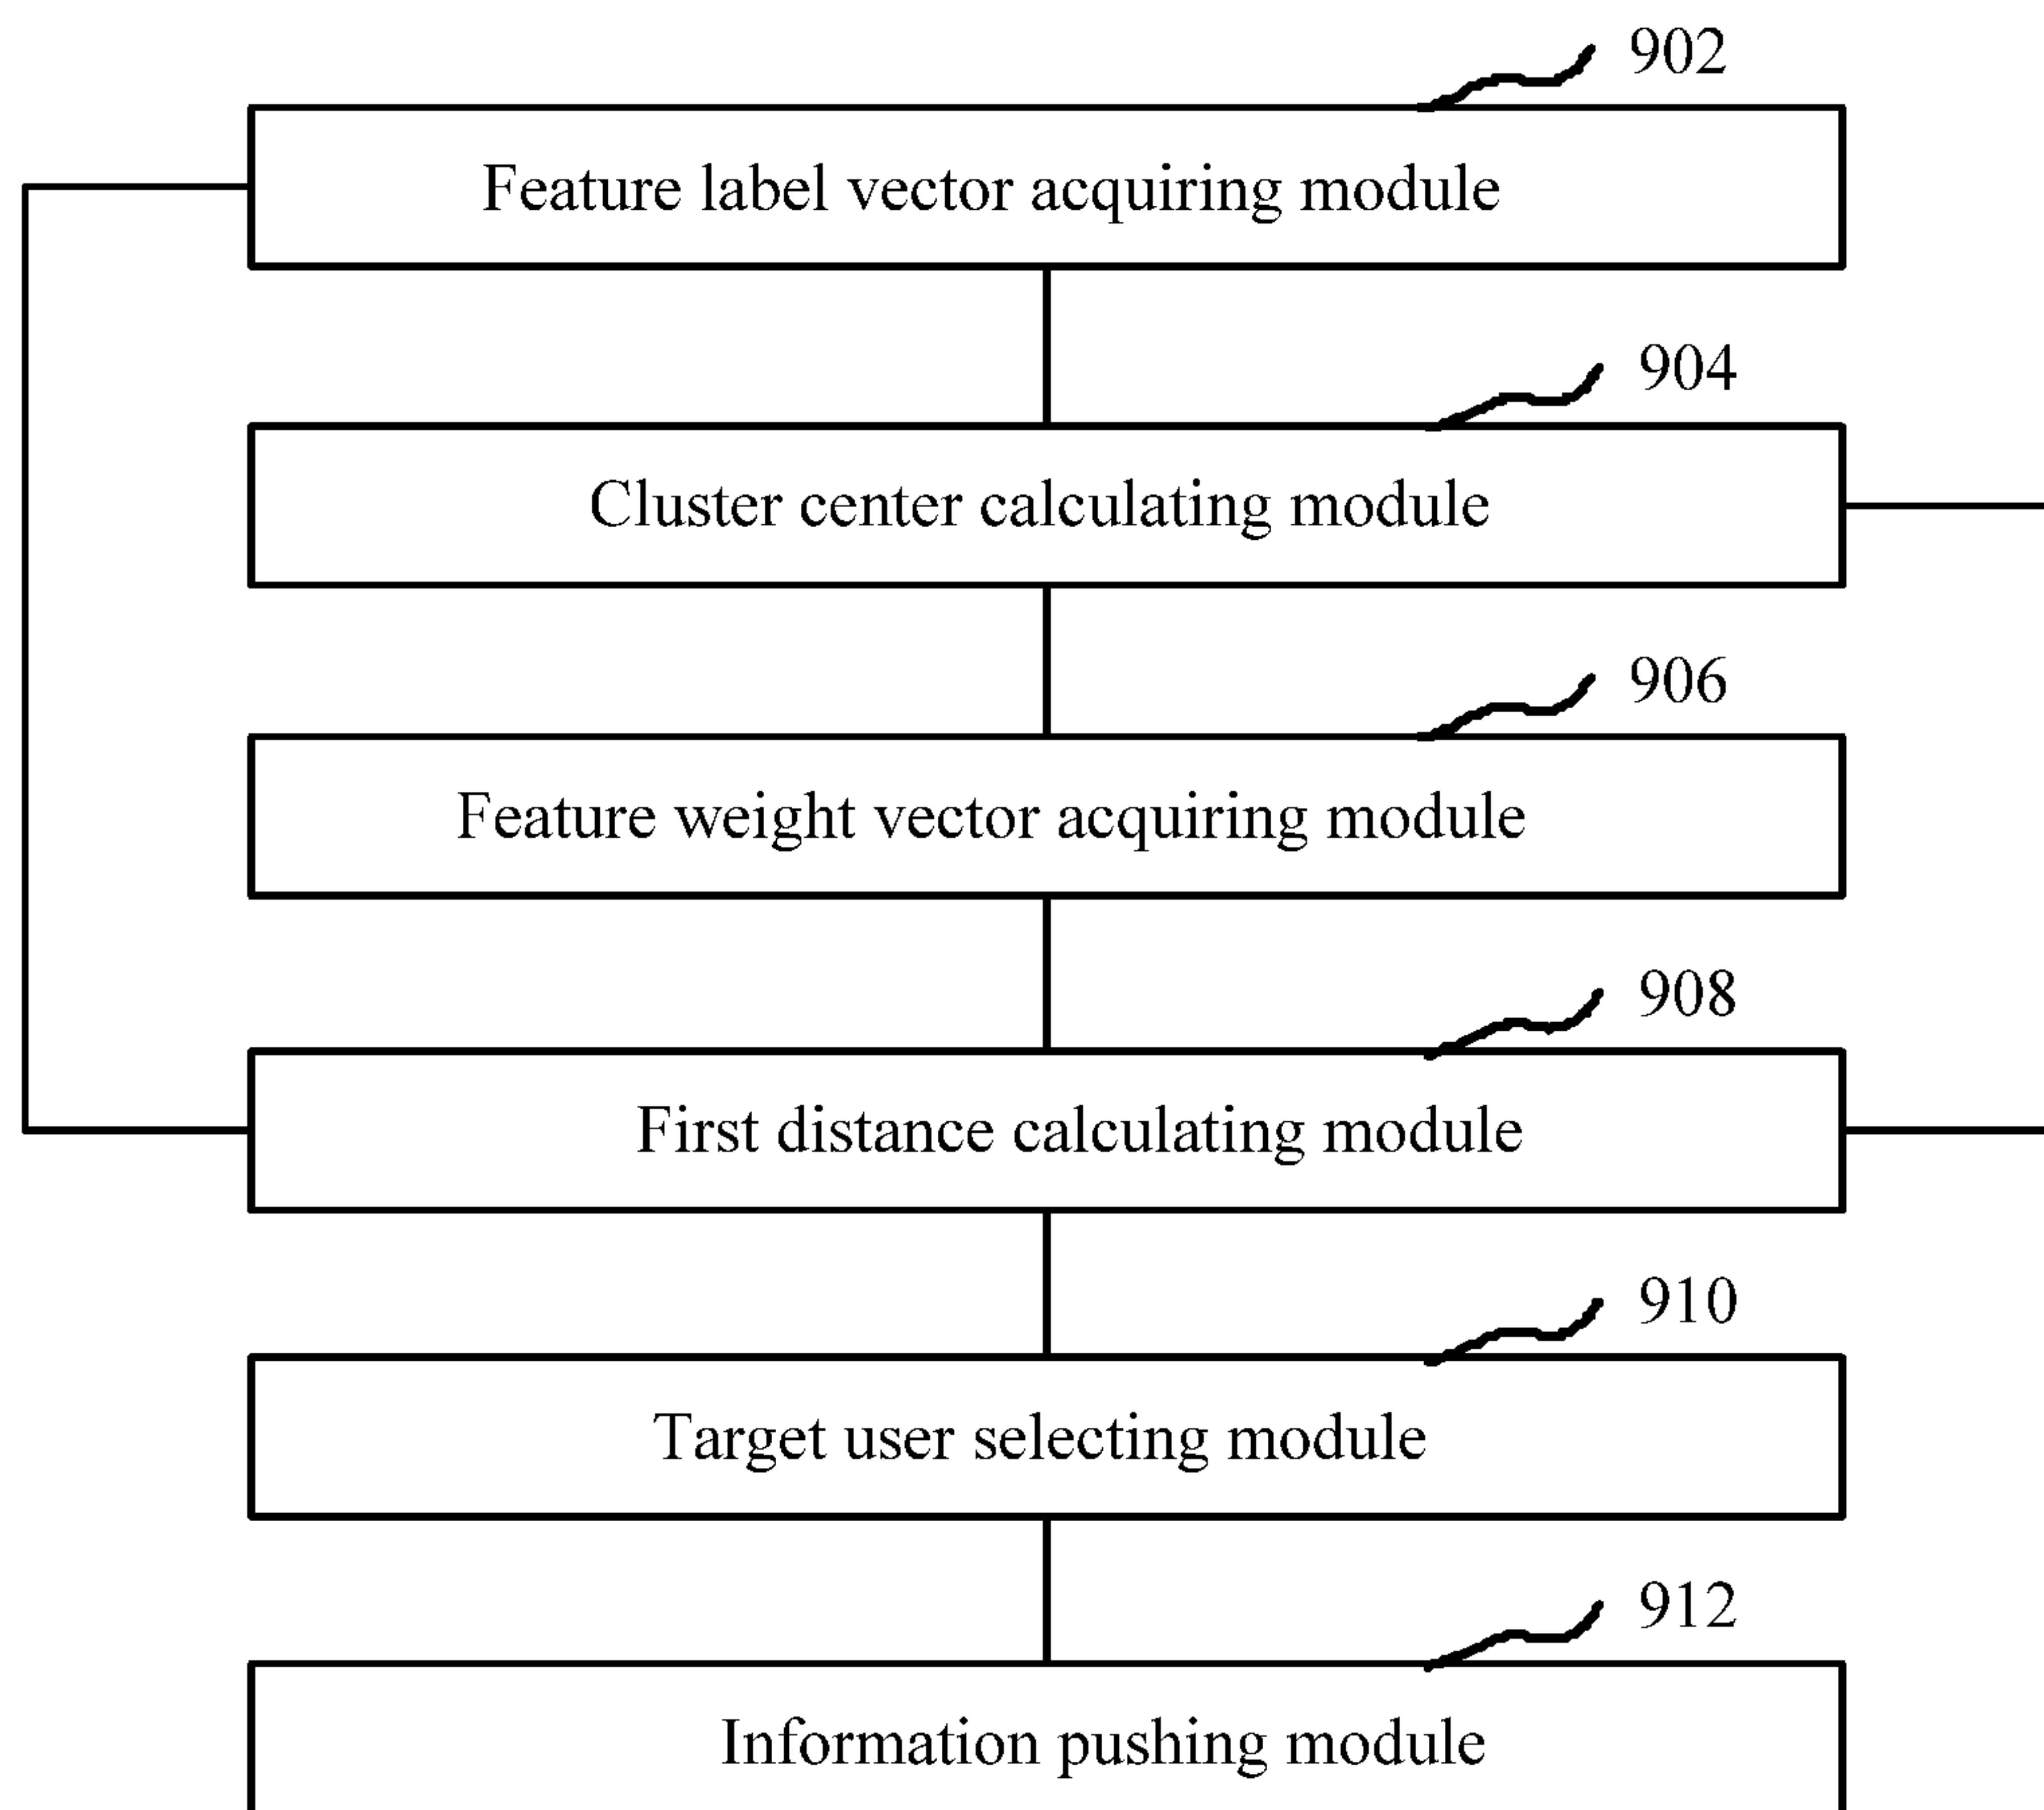 902
Feature label vector acquiring module
904
Cluster center calculating module
906
Feature weight vector acquiring module
908
First distance calculating module
910
Target user selecting module
912
Information pushing module